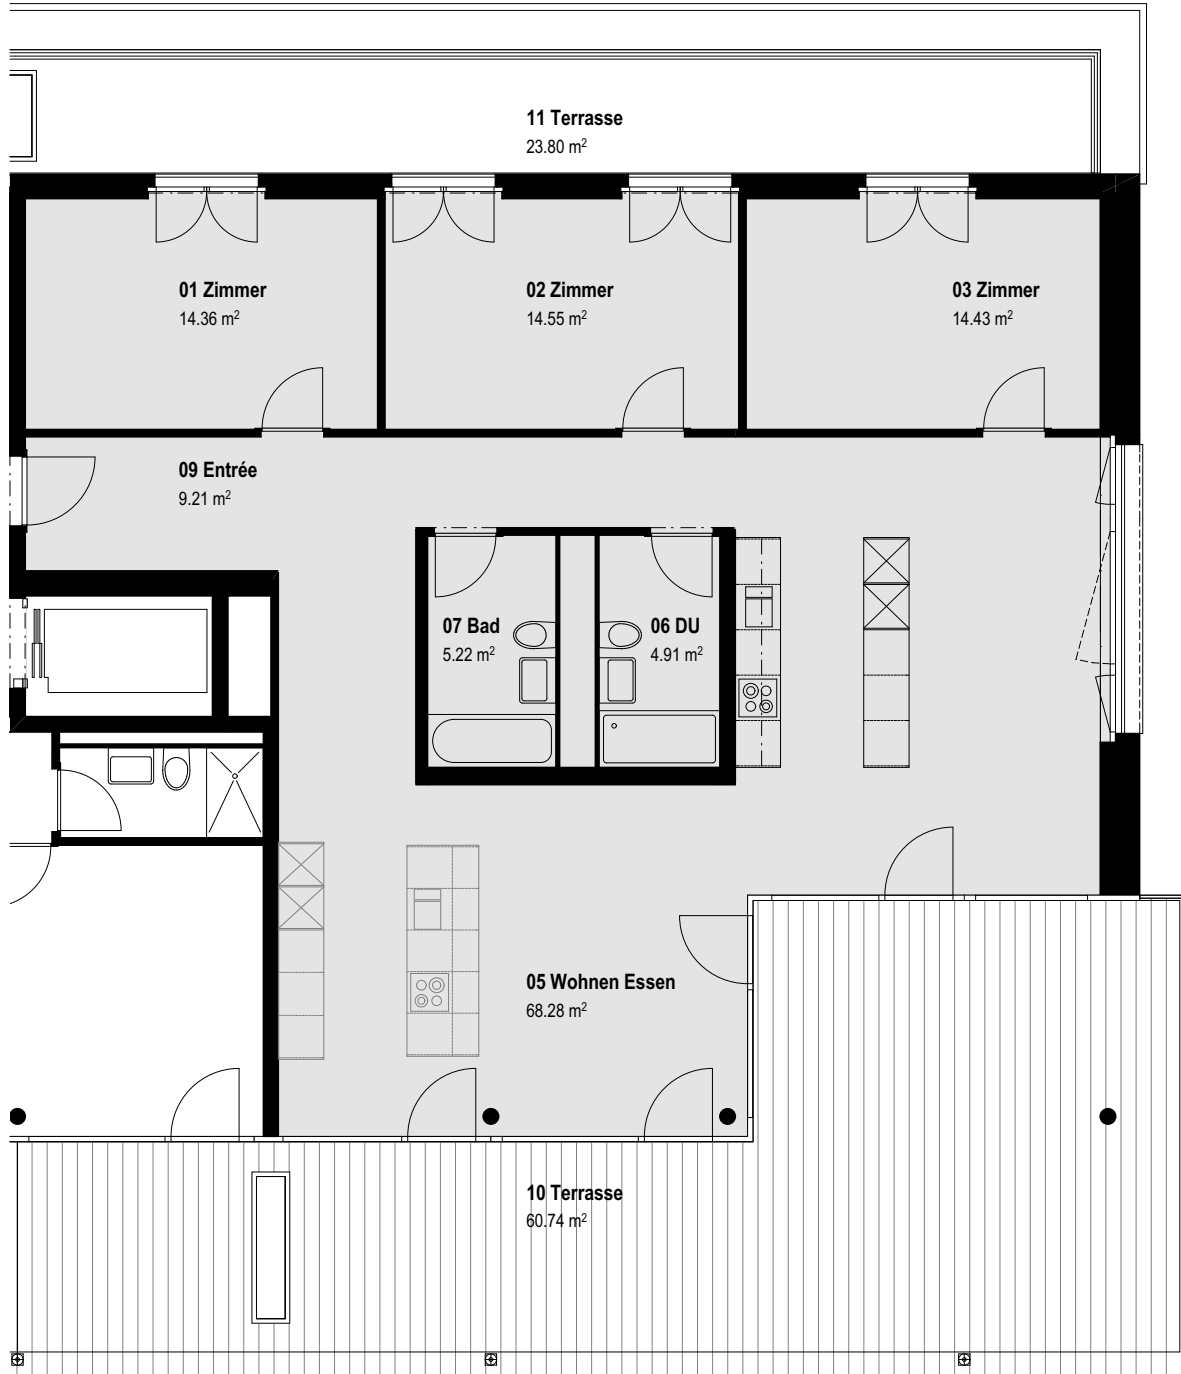 11 Terrasse
23.80 m²
01 Zimmer
14.36 m²
02 Zimmer
14.55 m²
03 Zimmer
14.43 m²
09 Entrée
9.21 m²
07 Bad
5.22 m²
06 DU
4.91 m²
05 Wohnen Essen
68.28 m²
10 Terrasse
60.74 m²